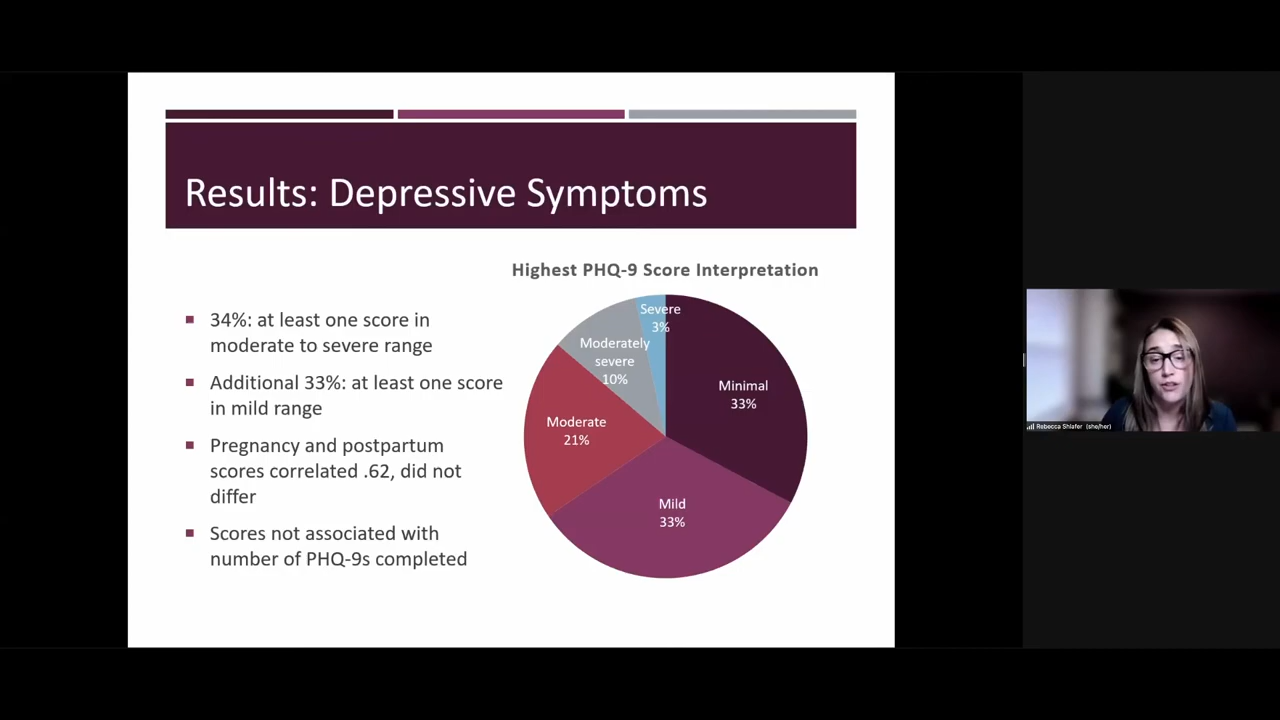 Results: Depressive Symptoms
Highest PHQ-9 Score Interpretation
34%: at least one score in
moderate to severe range
Additional 33%: at least one score
in mild range
Pregnancy and postpartum
scores correlated .62, did not
differ
Scores not associated with
number of PHQ-9s completed
Severe
3%
Moderately
severe
10%
Minimal
33%
Moderate
21%
Mild
33%
Rebecca Shlafer (she/her)